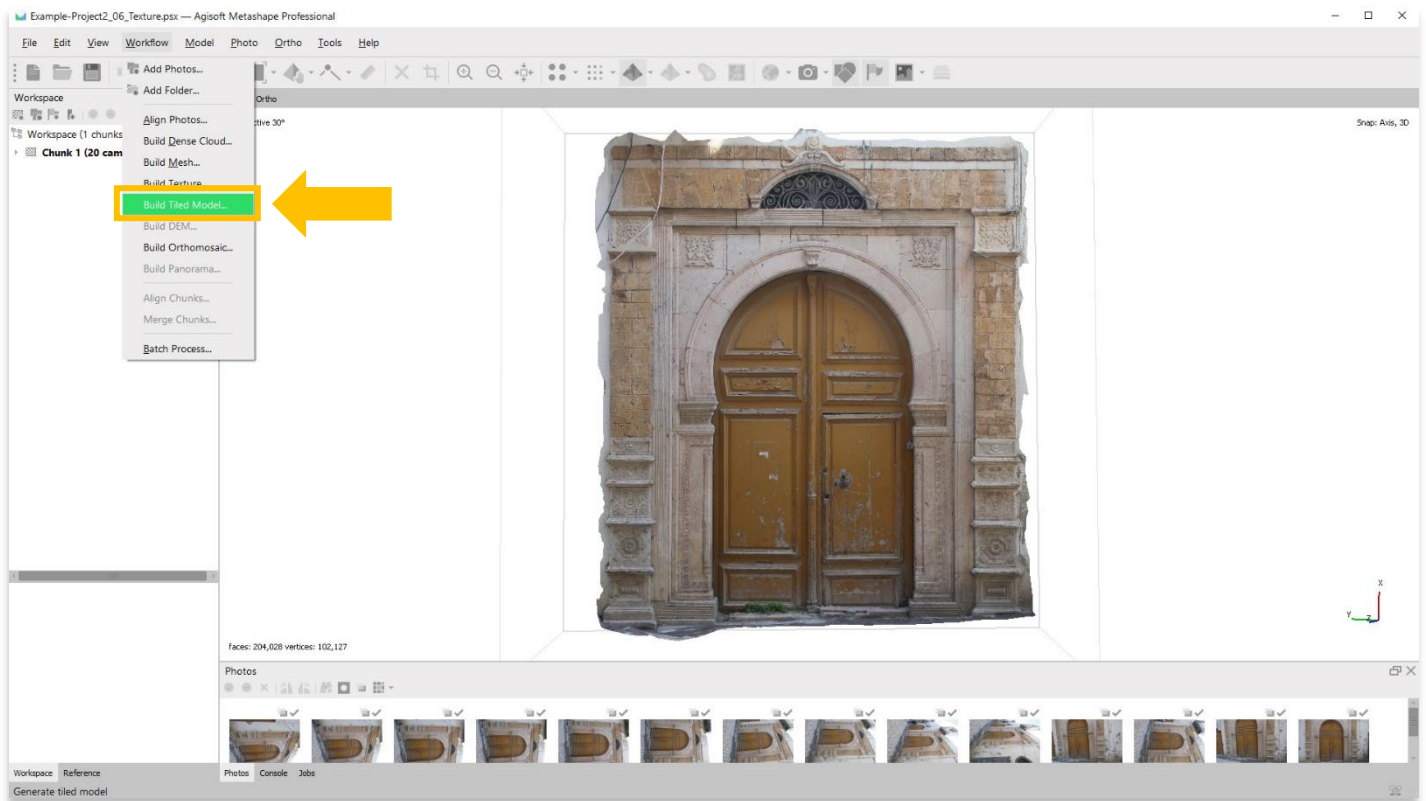 Example-Project2_06_Texture.psx — Agisoft Metashape Professional
File Edit View Workflow Model Photo Ortho Tools Help
Add Photos...
Add Folder...
Align Photos...
Build Dense Cloud...
Build Mesh...
Build Texture...
Build Tiled Model...
Build DEM...
Build Orthomosaic...
Build Panorama...
Align Chunks...
Merge Chunks...
Batch Process...
Workspace
Workspace (1 chunks
Chunk 1 (20 cam
Ortho
ctive 30°
Snap: Axis, 3D
X
Y
Z
faces: 204,028 vertices: 102,127
Photos
Workspace Reference
Photos Console Jobs
Generate tiled model